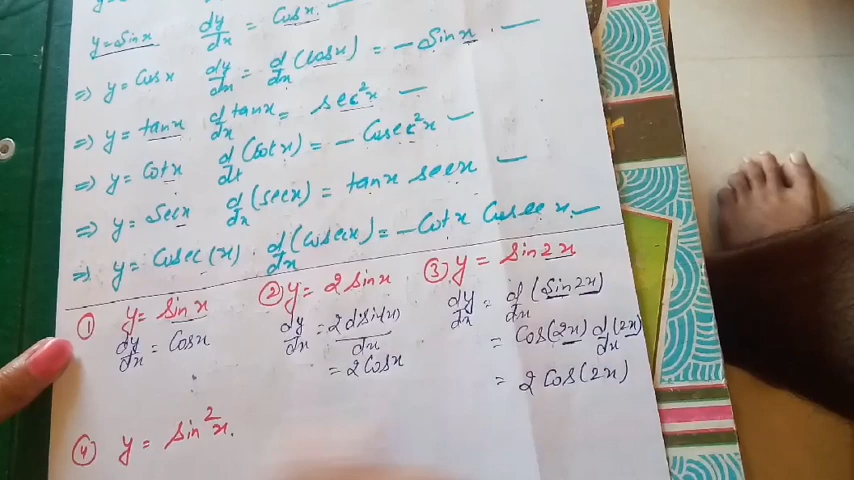 y = Sin x dy/dx = Cos x.
⇒ y = Cos x dy/dx = d/dx (Cos x) = - Sin x
⇒ y = tan x d/dx tan x = Sec²x
⇒ y = Cot x d/dt (Cot x) = - Cosec²x
⇒ y = Sec x d/dx (sec x) = tan x sec x
⇒ y = Cosec (x) . d/dx (Cosec x) = - Cot x Cosec x.
① y = Sin x
dy/dx = Cos x
② y = 2 Sin x
dy/dx = 2 d Sin(x)/dx
= 2 Cos x
③ y = Sin 2x
dy/dx = d/dx (Sin 2x)
= Cos (2x) d/dx (2x)
= 2 Cos (2x)
④ y = Sin²x.